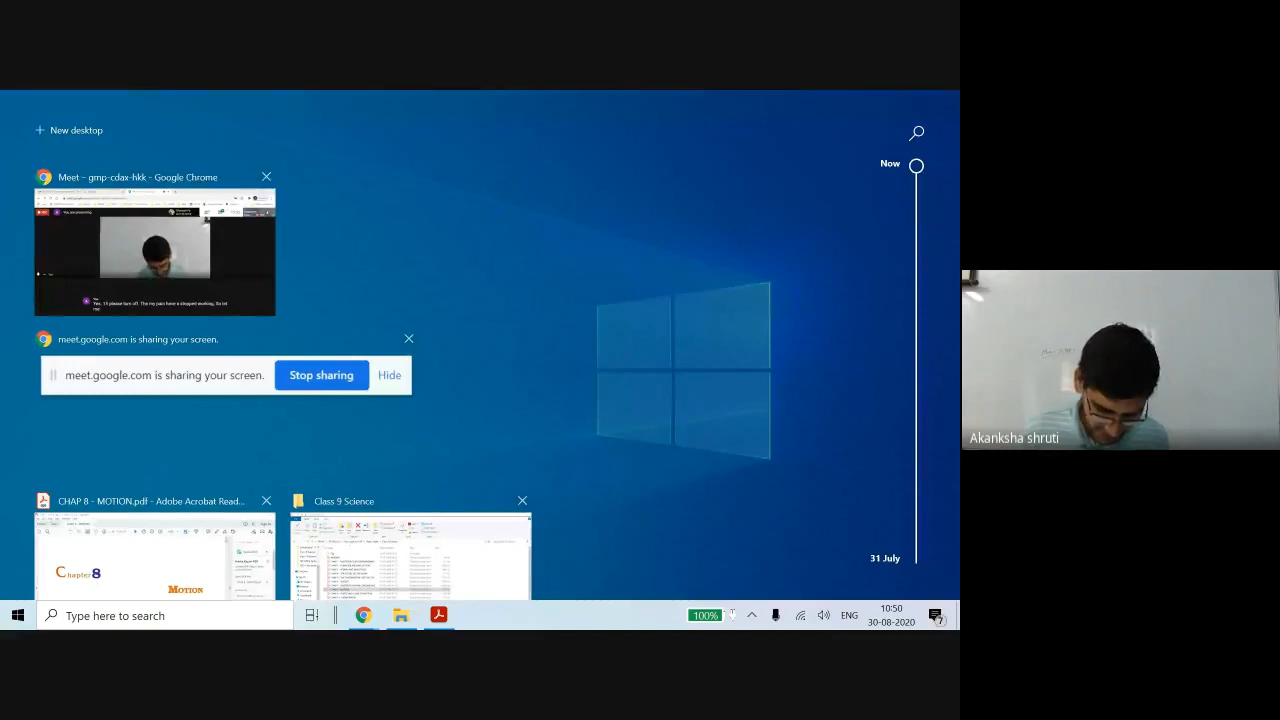 New desktop
Now
Meet – gmp-cdax-hkk - Google Chrome
meet.google.com is sharing your screen.
meet.google.com is sharing your screen.
Stop sharing
Hide
CHAP 8 - MOTION.pdf - Adobe Acrobat Read...
Class 9 Science
Chapter 8
MOTION
31 July
Type here to search
100%
ENG
10:50
30-08-2020
7
Akanksha shruti